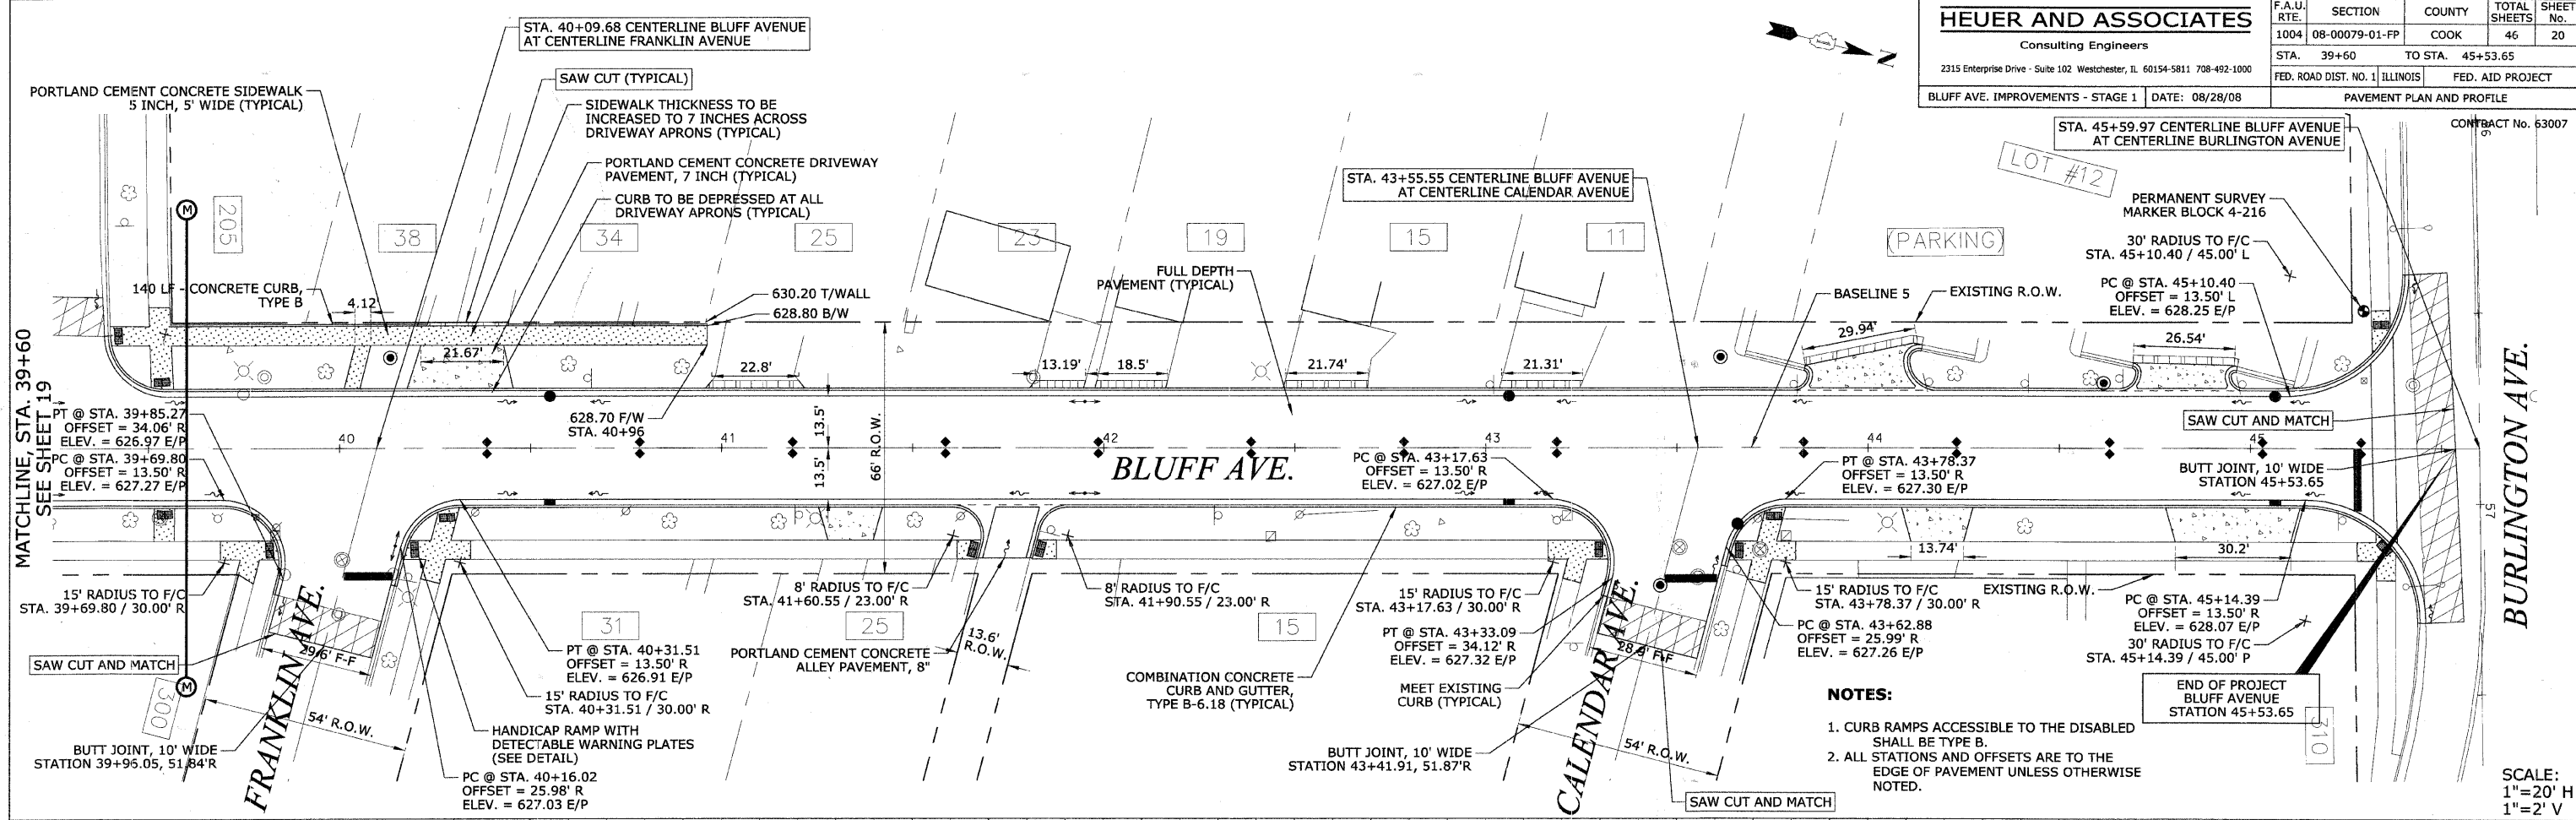 HEUER AND ASSOCIATES
Consulting Engineers
2315 Enterprise Drive - Suite 102 Westchester, IL 60154-5811 708-492-1000
BLUFF AVE. IMPROVEMENTS - STAGE 1
DATE: 08/28/08
F.A.U. RTE.
SECTION
COUNTY
TOTAL SHEETS
SHEET No.
1004
08-00079-01-FP
COOK
46
20
STA. 39+60 TO STA. 45+53.65
FED. ROAD DIST. NO. 1
ILLINOIS
FED. AID PROJECT
PAVEMENT PLAN AND PROFILE
CONTRACT No. 63007
N
STA. 40+09.68 CENTERLINE BLUFF AVENUE
AT CENTERLINE FRANKLIN AVENUE
SAW CUT (TYPICAL)
PORTLAND CEMENT CONCRETE SIDEWALK
5 INCH, 5' WIDE (TYPICAL)
SIDEWALK THICKNESS TO BE
INCREASED TO 7 INCHES ACROSS
DRIVEWAY APRONS (TYPICAL)
PORTLAND CEMENT CONCRETE DRIVEWAY
PAVEMENT, 7 INCH (TYPICAL)
CURB TO BE DEPRESSED AT ALL
DRIVEWAY APRONS (TYPICAL)
STA. 43+55.55 CENTERLINE BLUFF AVENUE
AT CENTERLINE CALENDAR AVENUE
STA. 45+59.97 CENTERLINE BLUFF AVENUE
AT CENTERLINE BURLINGTON AVENUE
LOT #12
PERMANENT SURVEY
MARKER BLOCK 4-216
30' RADIUS TO F/C
STA. 45+10.40 / 45.00' L
PC @ STA. 45+10.40
OFFSET = 13.50' L
ELEV. = 628.25 E/P
M
205
38
34
25
23
19
15
11
(PARKING)
140 LF - CONCRETE CURB,
TYPE B
4.12
630.20 T/WALL
628.80 B/W
FULL DEPTH
PAVEMENT (TYPICAL)
BASELINE 5
EXISTING R.O.W.
21.67'
22.8'
13.19'
18.5'
21.74'
21.31'
29.94'
26.54'
MATCHLINE, STA. 39+60
SEE SHEET 19
PT @ STA. 39+85.27
OFFSET = 34.06' R
ELEV. = 626.97 E/P
PC @ STA. 39+69.80
OFFSET = 13.50' R
ELEV. = 627.27 E/P
628.70 F/W
STA. 40+96
13.5'
13.5'
66' R.O.W.
40
41
42
43
44
45
BLUFF AVE.
PC @ STA. 43+17.63
OFFSET = 13.50' R
ELEV. = 627.02 E/P
PT @ STA. 43+78.37
OFFSET = 13.50' R
ELEV. = 627.30 E/P
SAW CUT AND MATCH
BUTT JOINT, 10' WIDE
STATION 45+53.65
57
BURLINGTON AVE.
15' RADIUS TO F/C
STA. 39+69.80 / 30.00' R
8' RADIUS TO F/C
STA. 41+60.55 / 23.00' R
8' RADIUS TO F/C
STA. 41+90.55 / 23.00' R
15' RADIUS TO F/C
STA. 43+17.63 / 30.00' R
15' RADIUS TO F/C
STA. 43+78.37 / 30.00' R
13.74'
30.2'
EXISTING R.O.W.
PC @ STA. 45+14.39
OFFSET = 13.50' R
ELEV. = 628.07 E/P
30' RADIUS TO F/C
STA. 45+14.39 / 45.00' P
31
25
15
13.6'
R.O.W.
PT @ STA. 40+31.51
OFFSET = 13.50' R
ELEV. = 626.91 E/P
PORTLAND CEMENT CONCRETE
ALLEY PAVEMENT, 8"
PT @ STA. 43+33.09
OFFSET = 34.12' R
ELEV. = 627.32 E/P
PC @ STA. 43+62.88
OFFSET = 25.99' R
ELEV. = 627.26 E/P
SAW CUT AND MATCH
29.6' F-F
28.9' F-F
M
15' RADIUS TO F/C
STA. 40+31.51 / 30.00' R
COMBINATION CONCRETE
CURB AND GUTTER,
TYPE B-6.18 (TYPICAL)
MEET EXISTING
CURB (TYPICAL)
END OF PROJECT
BLUFF AVENUE
STATION 45+53.65
300
54' R.O.W.
FRANKLIN AVE.
HANDICAP RAMP WITH
DETECTABLE WARNING PLATES
(SEE DETAIL)
BUTT JOINT, 10' WIDE
STATION 39+96.05, 51.84'R
PC @ STA. 40+16.02
OFFSET = 25.98' R
ELEV. = 627.03 E/P
BUTT JOINT, 10' WIDE
STATION 43+41.91, 51.87'R
CALENDAR AVE.
54' R.O.W.
SAW CUT AND MATCH
NOTES:
1. CURB RAMPS ACCESSIBLE TO THE DISABLED
SHALL BE TYPE B.
2. ALL STATIONS AND OFFSETS ARE TO THE
EDGE OF PAVEMENT UNLESS OTHERWISE
NOTED.
310
SCALE:
1"=20' H
1"=2' V